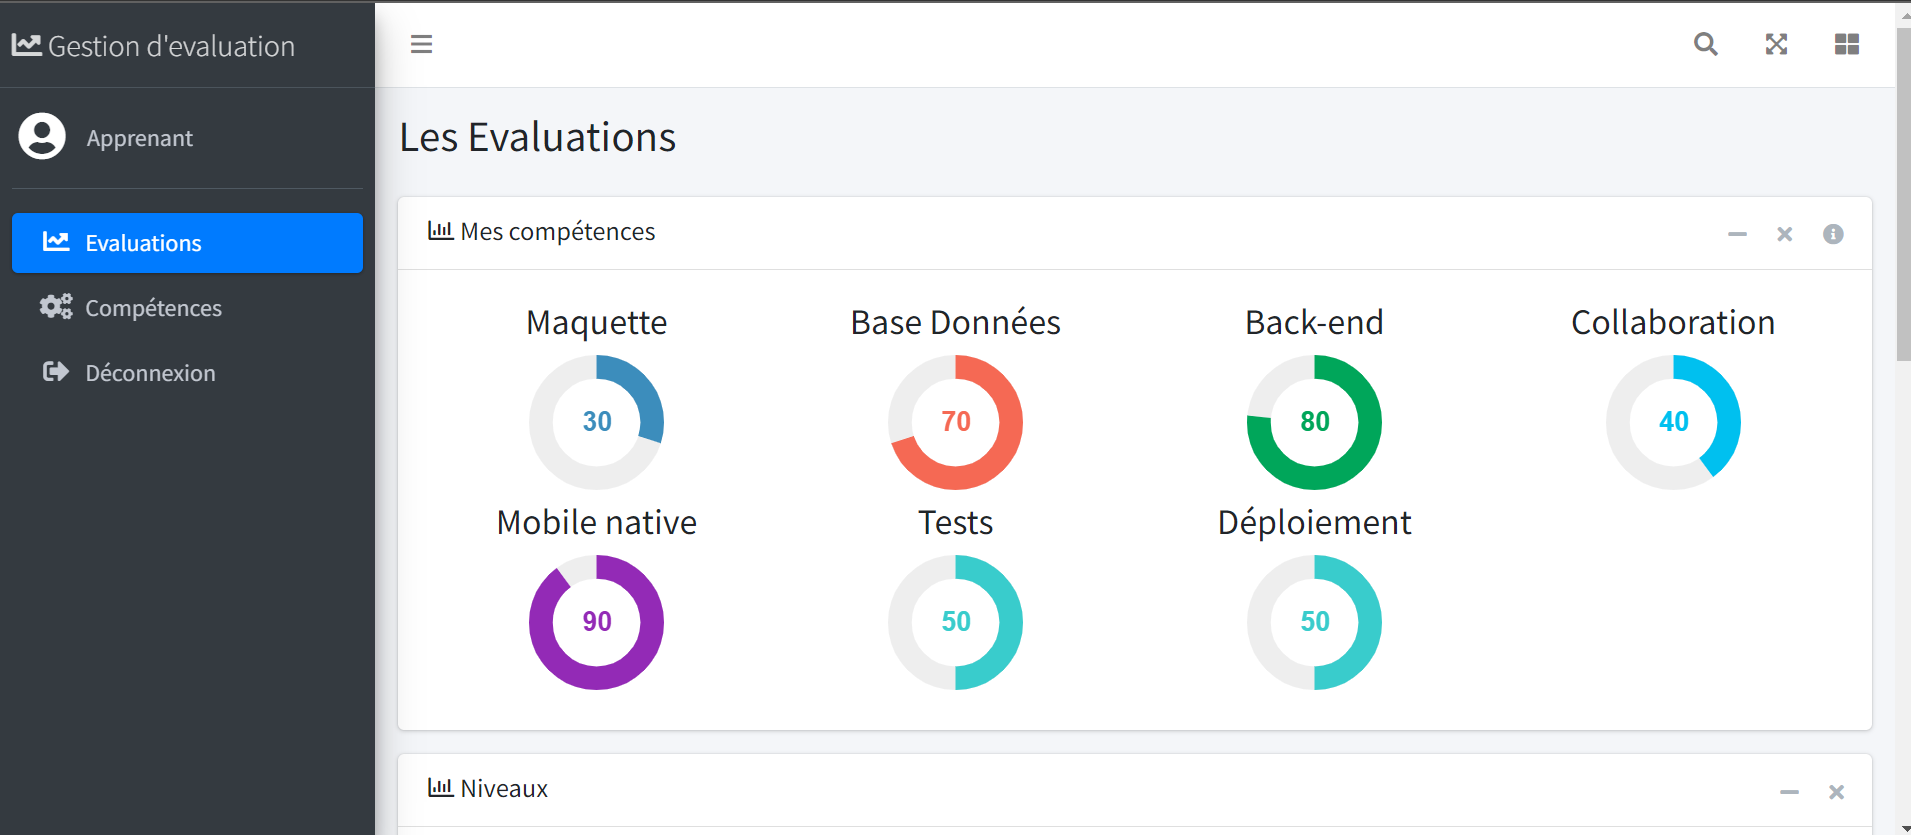 Gestion d'evaluation
Apprenant
Evaluations
Compétences
Déconnexion
Les Evaluations
Mes compétences
Maquette
Base Données
Back-end
Collaboration
30
70
80
40
Mobile native
Tests
Déploiement
90
50
50
Niveaux